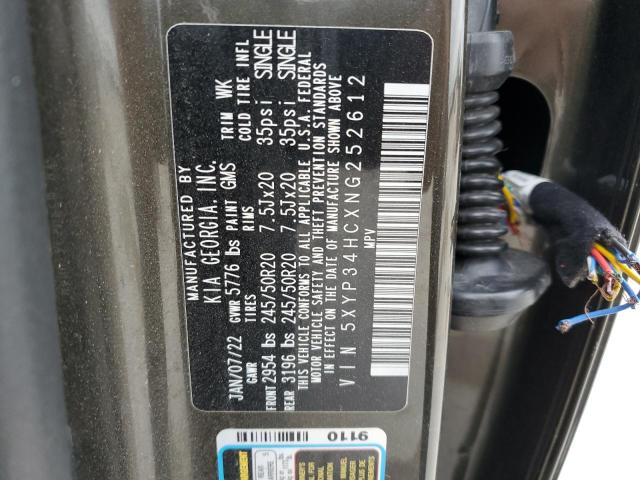 MANUFACTURED BY
KIA GEORGIA, INC.
JAN/07/22 GVWR 5776 lbs PAINT GMS TRIM WK
GAWR TIRES RIMS COLD TIRE INFL
FRONT 2954 lbs 245/50R20 7.5Jx20 35psi SINGLE
REAR 3196 lbs 245/50R20 7.5Jx20 35psi SINGLE
THIS VEHICLE CONFORMS TO ALL APPLICABLE U.S.A. FEDERAL
MOTOR VEHICLE SAFETY AND THEFT PREVENTION STANDARDS
IN EFFECT ON THE DATE OF MANUFACTURE SHOWN ABOVE
VIN 5XYP34HCXNG252612
MPV
9110